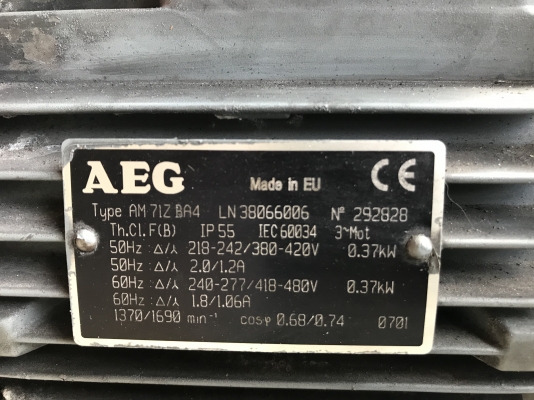 AEG Made in EU CE
Type AM 71Z BA4 LN 38066006 Nº 292828
Th.Cl.F(B) IP 55 IEC 60034 3~Mot
50Hz : Δ/⅄ 218-242/380-420V 0.37kW
50Hz : Δ/⅄ 2.0/1.2A
60Hz : Δ/⅄ 240-277/418-480V 0.37kW
60Hz : Δ/⅄ 1.8/1.06A
1370/1690 min⁻¹ cosφ 0.68/0.74 0701